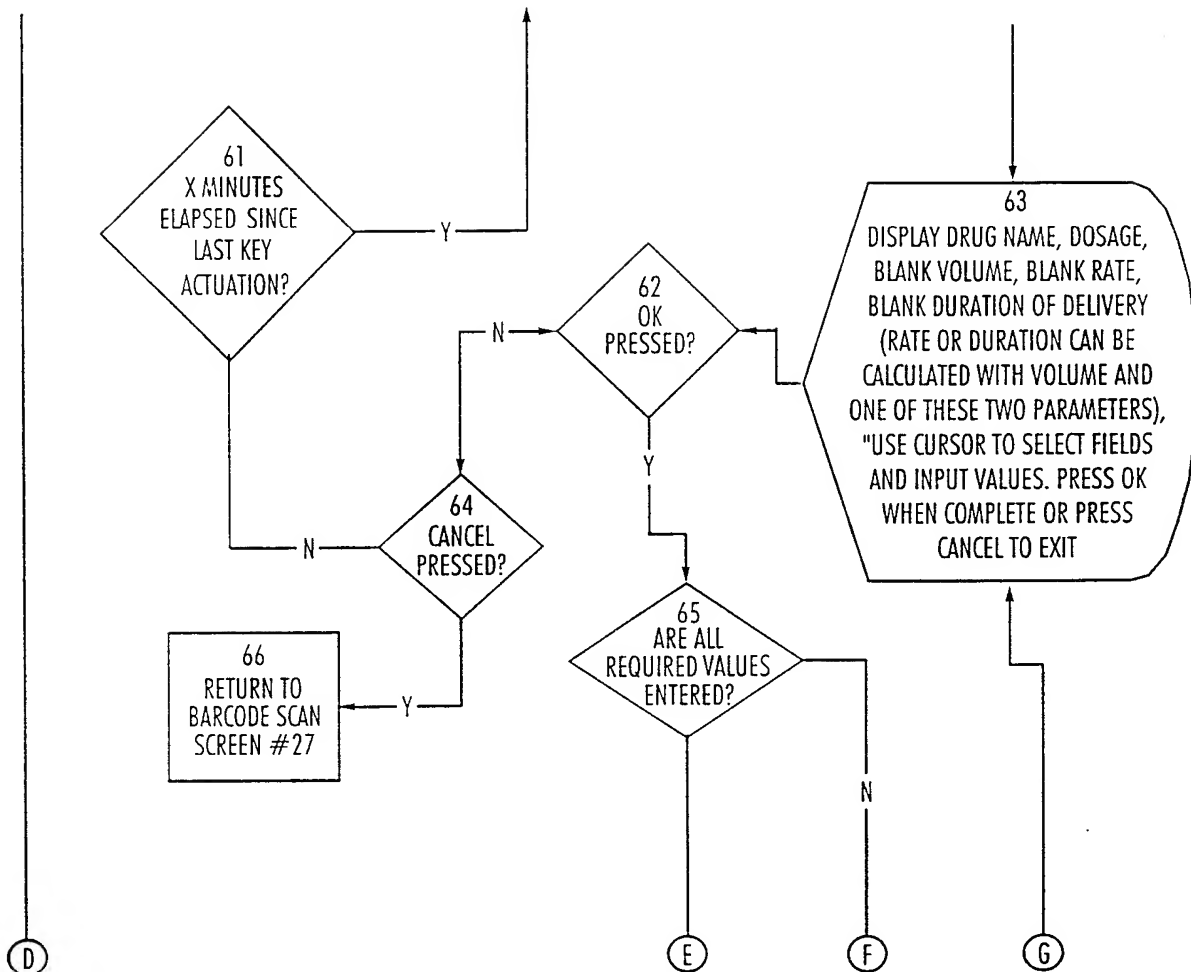 61
X MINUTES
ELAPSED SINCE
LAST KEY
ACTUATION?
Y
63
DISPLAY DRUG NAME, DOSAGE,
BLANK VOLUME, BLANK RATE,
BLANK DURATION OF DELIVERY
(RATE OR DURATION CAN BE
CALCULATED WITH VOLUME AND
ONE OF THESE TWO PARAMETERS),
"USE CURSOR TO SELECT FIELDS
AND INPUT VALUES. PRESS OK
WHEN COMPLETE OR PRESS
CANCEL TO EXIT
62
OK
PRESSED?
N
Y
64
CANCEL
PRESSED?
N
Y
65
ARE ALL
REQUIRED VALUES
ENTERED?
N
66
RETURN TO
BARCODE SCAN
SCREEN #27
D
E
F
G